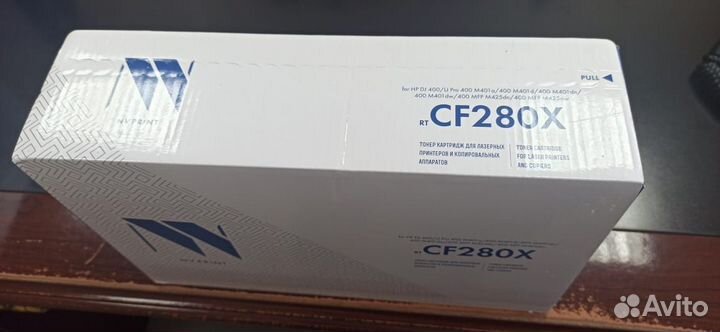 NVPRINT
PULL
for HP DJ 400/LJ Pro 400 M401a/400 M401d/400 M401dn/
400 M401dw/400 MFP M425dn/400 MFP M425dw
RT CF280X
ТОНЕР КАРТРИДЖ ДЛЯ ЛАЗЕРНЫХ
ПРИНТЕРОВ И КОПИРОВАЛЬНЫХ
АППАРАТОВ
TONER CARTRIDGE
FOR LASER PRINTERS
AND COPIERS
NVPRINT
RT CF280X
Avito